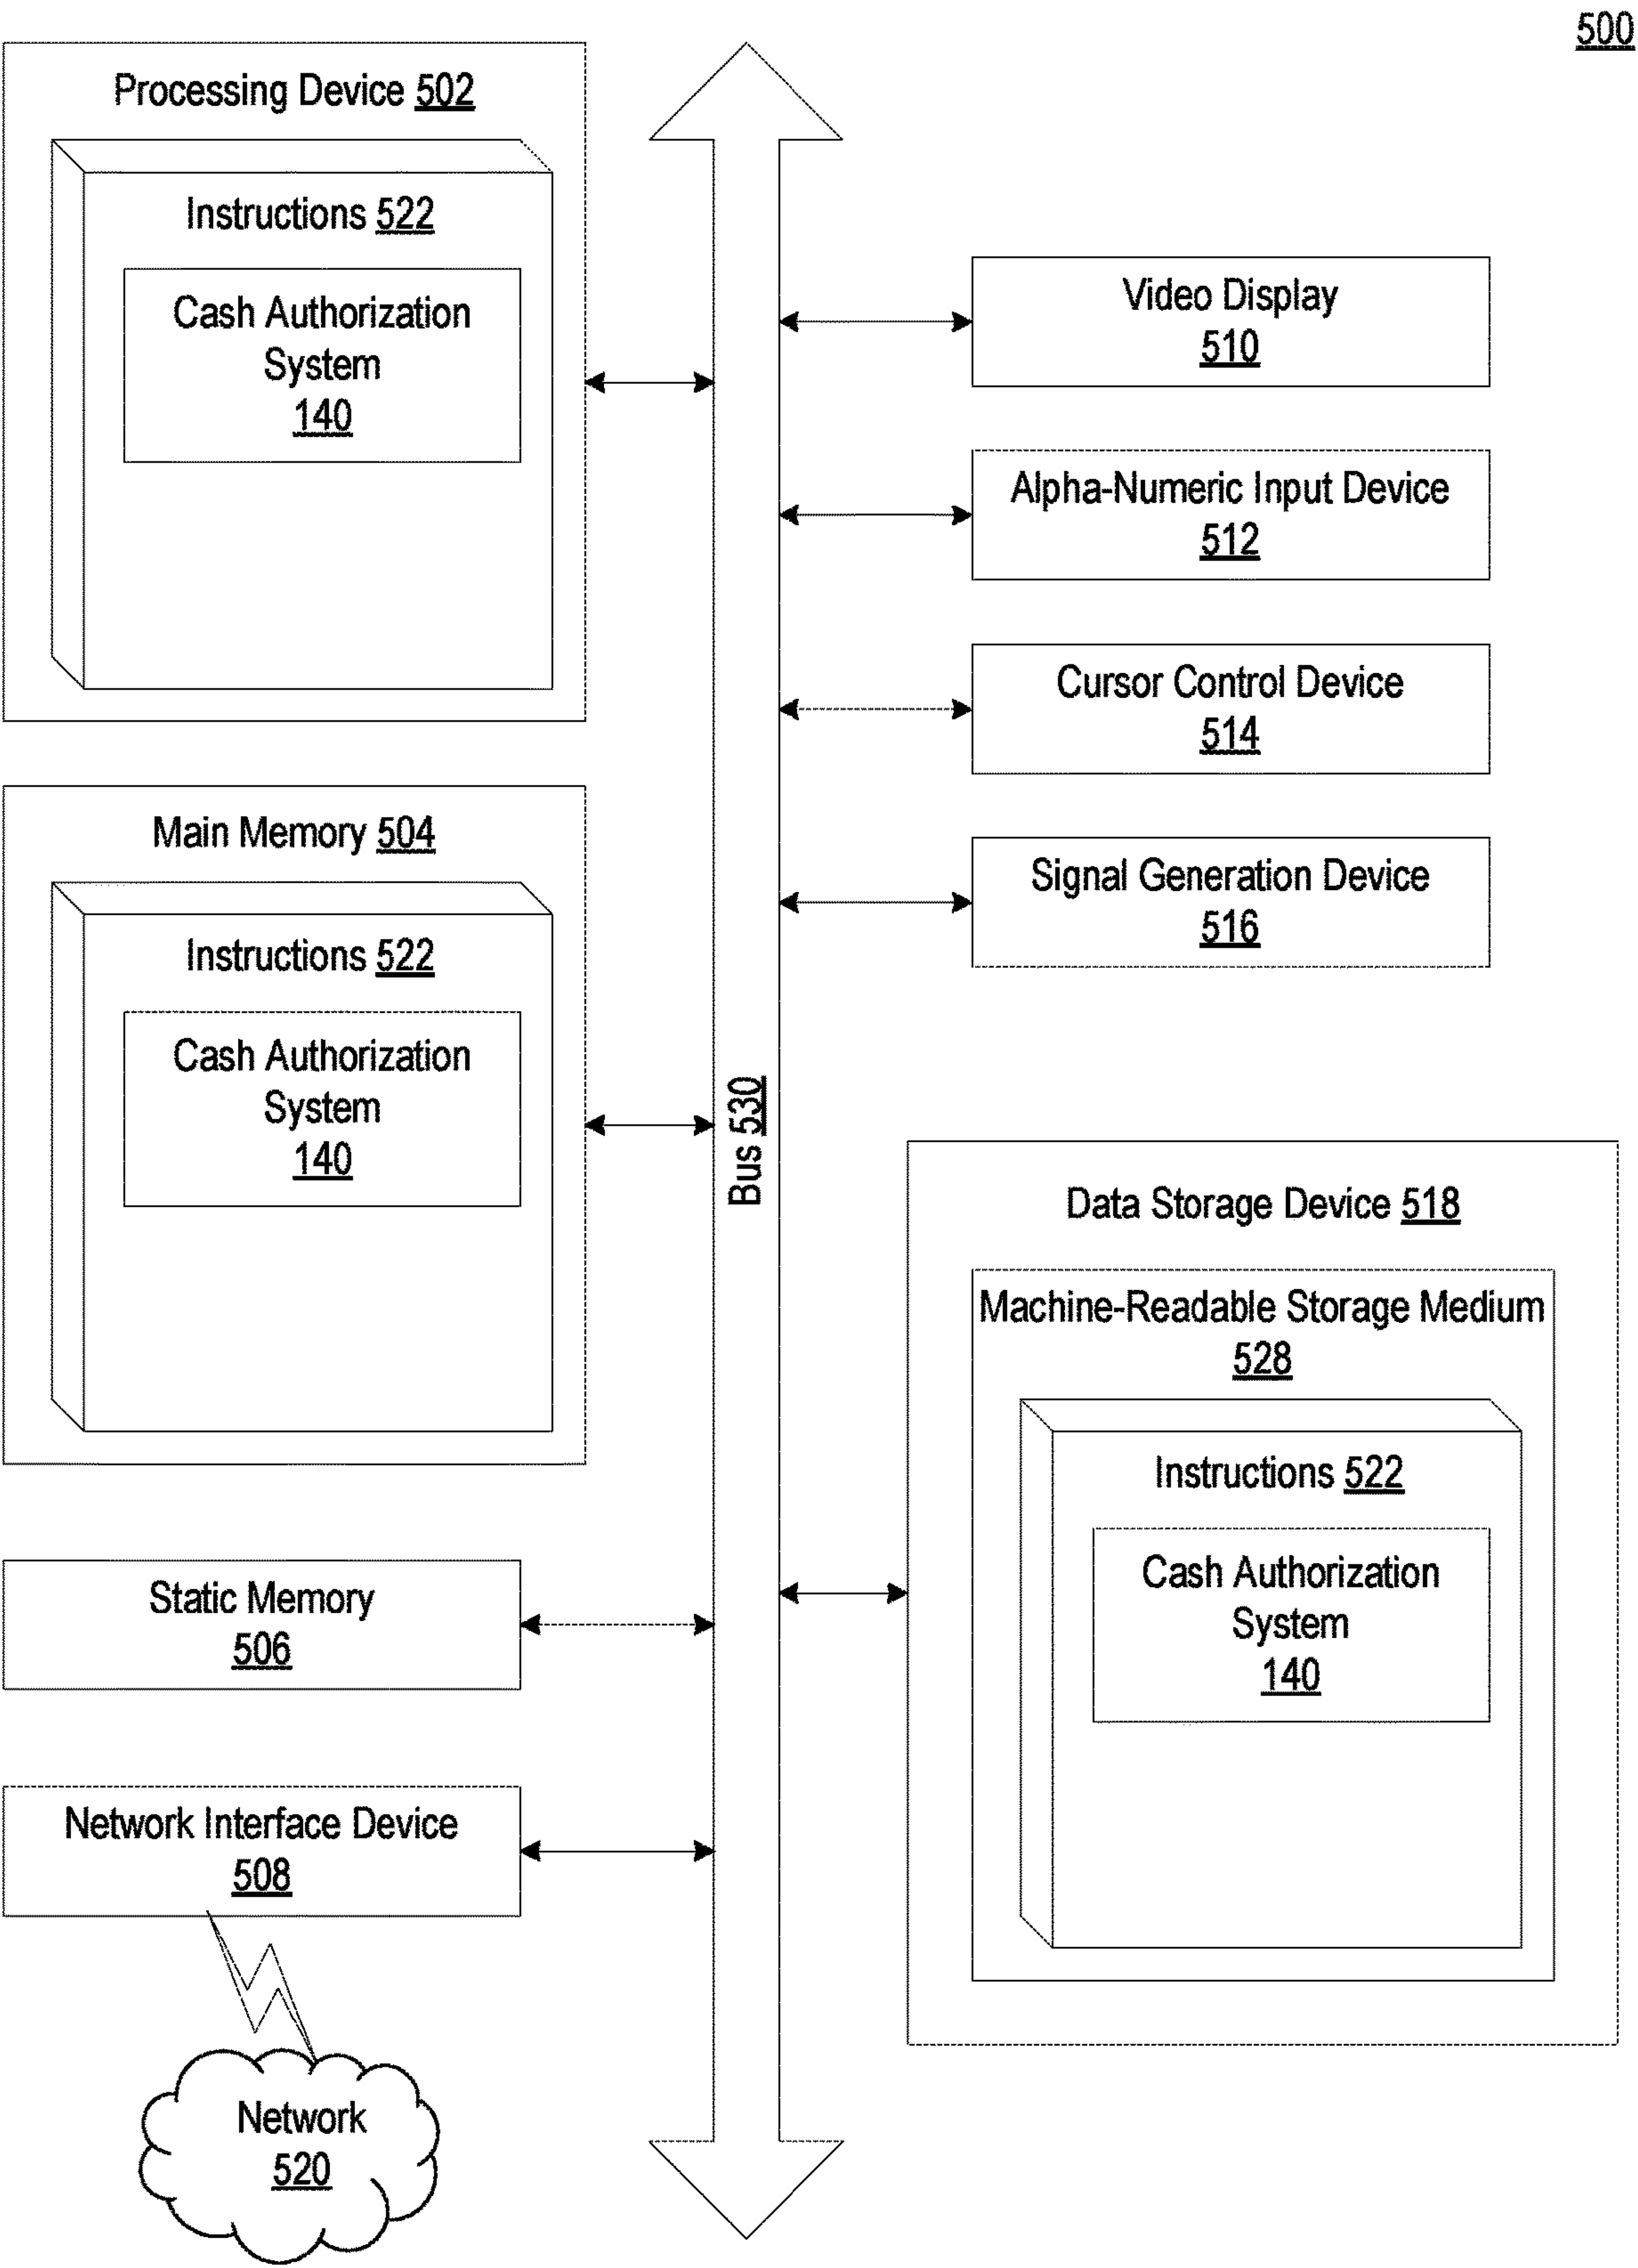 500
Processing Device 502
Instructions 522
Cash Authorization
System
140
Main Memory 504
Instructions 522
Cash Authorization
System
140
Static Memory
506
Network Interface Device
508
Network
520
Bus 530
Video Display
510
Alpha-Numeric Input Device
512
Cursor Control Device
514
Signal Generation Device
516
Data Storage Device 518
Machine-Readable Storage Medium
528
Instructions 522
Cash Authorization
System
140